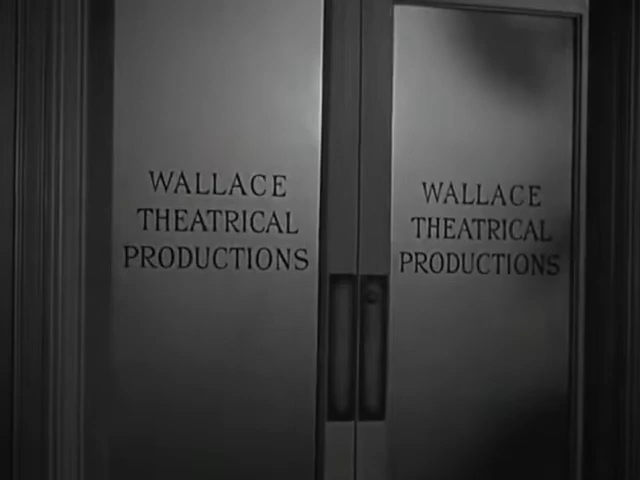 WALLACE
THEATRICAL
PRODUCTIONS
WALLACE
THEATRICAL
PRODUCTIONS